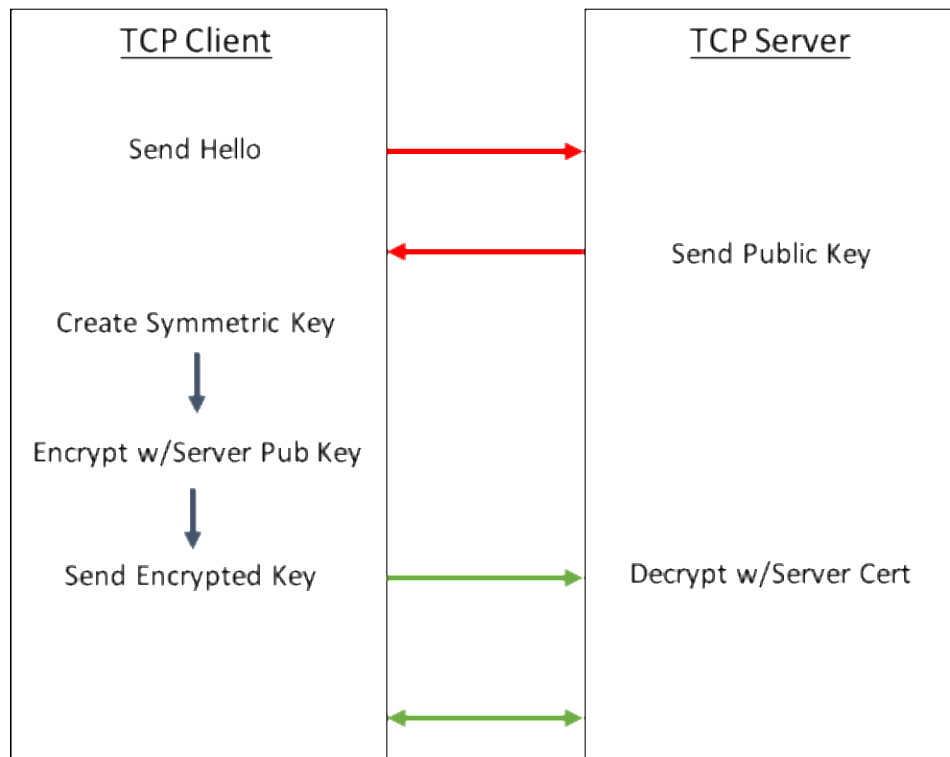 TCP Client
TCP Server
Send Hello
Send Public Key
Create Symmetric Key
Encrypt w/Server Pub Key
Send Encrypted Key
Decrypt w/Server Cert